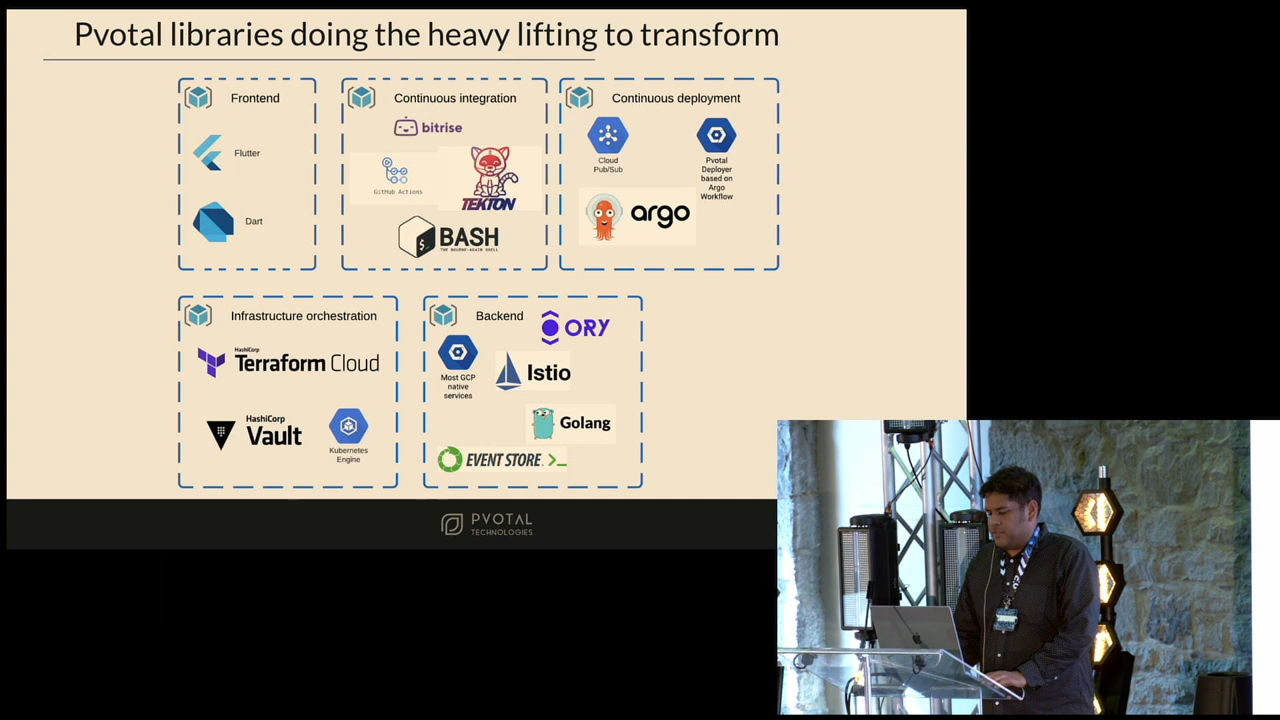 Pvotal libraries doing the heavy lifting to transform
Frontend
Flutter
Dart
Continuous integration
bitrise
GitHub Actions
TEKTON
BASH
THE BOURNE-AGAIN SHELL
Continuous deployment
Cloud
Pub/Sub
Pvotal
Deployer
based on
Argo
Workflow
argo
Infrastructure orchestration
HashiCorp
Terraform Cloud
HashiCorp
Vault
Kubernetes
Engine
Backend
ORY
Most GCP
native
services
Istio
Golang
EVENT STORE
PVOTAL
TECHNOLOGIES